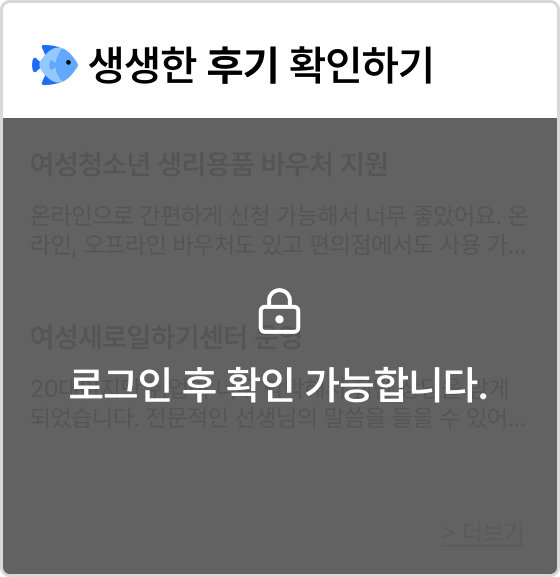 생생한 후기 확인하기
여성청소년 생리용품 바우처 지원
온라인으로 간편하게 신청 가능해서 너무 좋았어요. 온
라인, 오프라인 바우처도 있고 편의점에서도 사용 가...
여성새로일하기센터 운영
로그인 후 확인 가능합니다.
되었습니다. 전문적인 선생님의 말씀을 들을 수 있어...
> 더보기